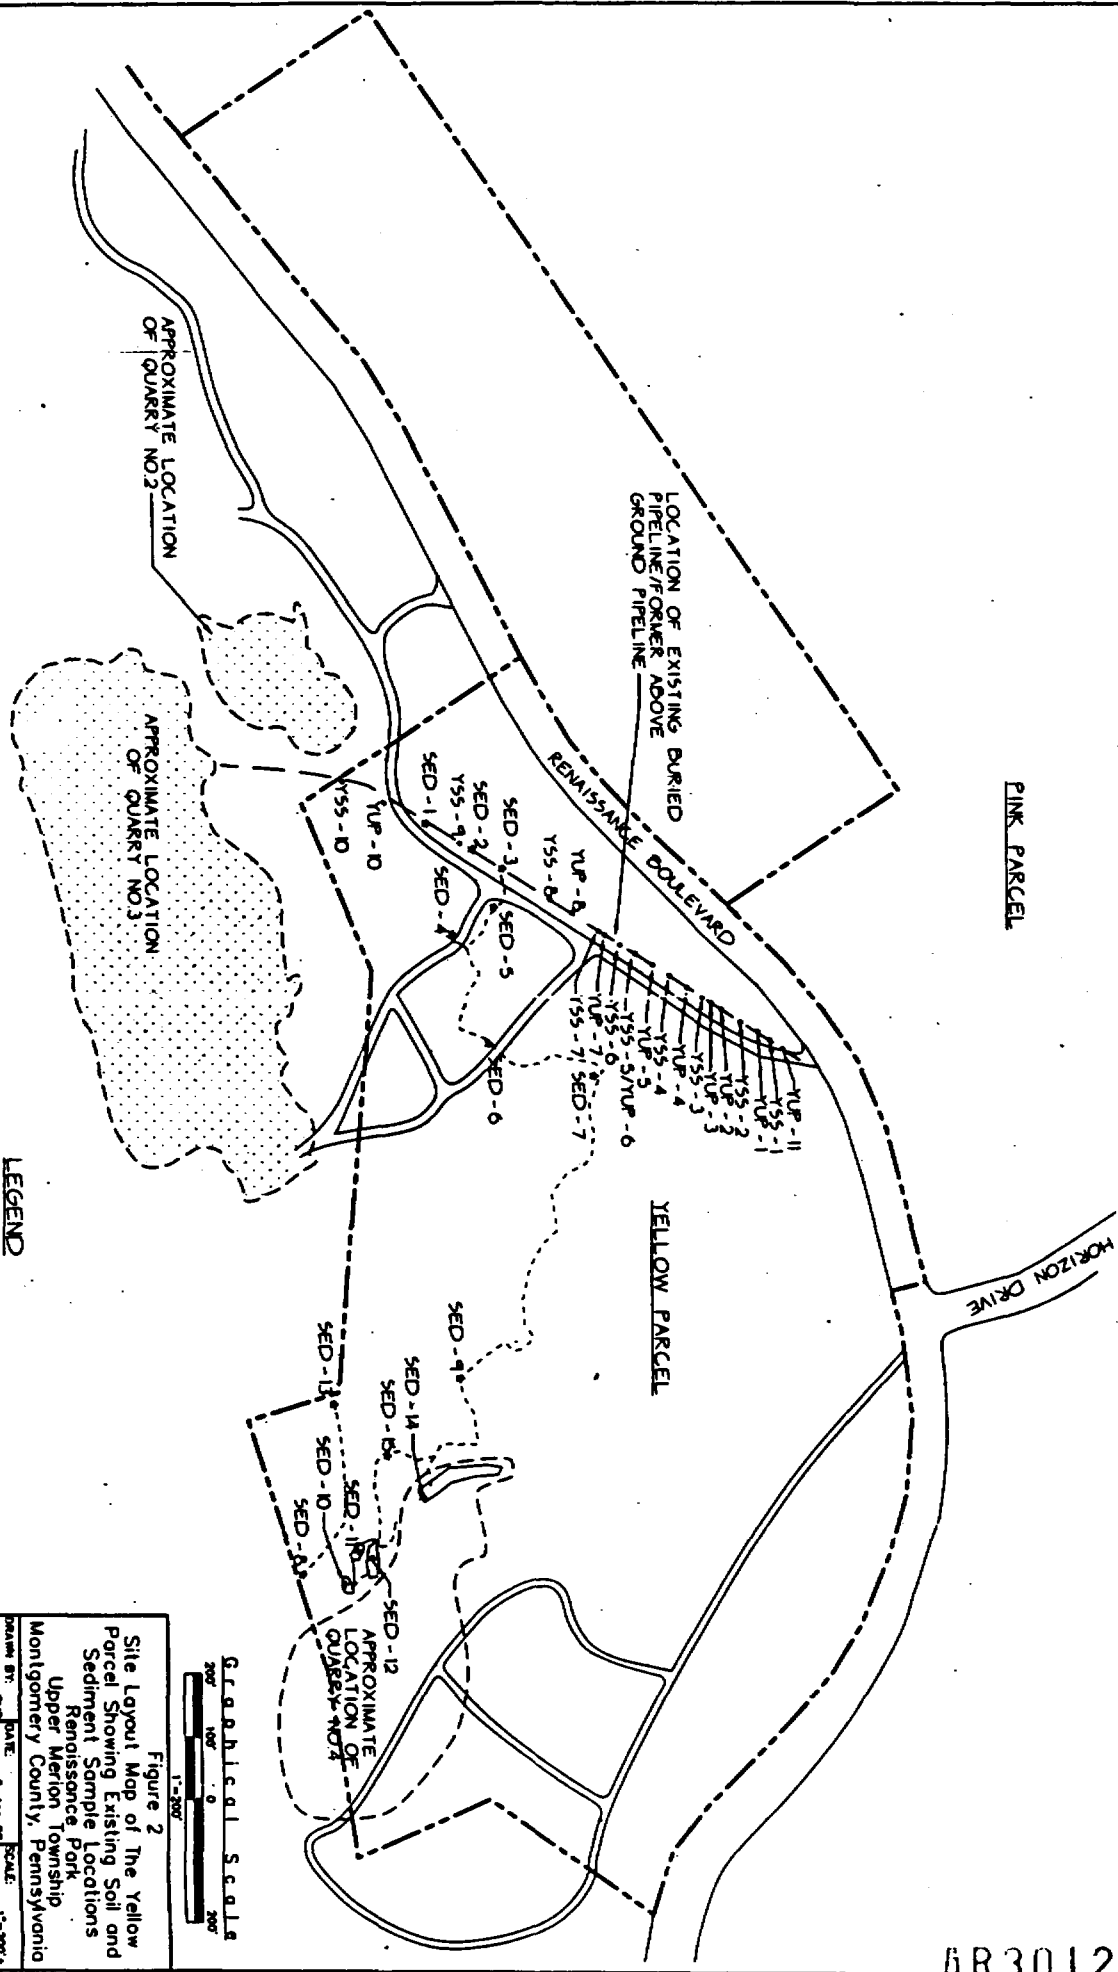 PINK PARCEL
HORIZON DRIVE
RENAISSANCE BOULEVARD
LOCATION OF EXISTING BURIED
PIPELINE/FORMER ABOVE
GROUND PIPELINE
YELLOW PARCEL
YUP-11
YSS-1
YUP-1
YSS-2
YUP-2
YUP-3
YSS-3
YUP-4
YSS-4
YUP-5
YSS-5/YUP-6
YSS-6
YUP-7
YSS-7
SED-7
YUP-8
YSS-8
SED-3
SED-2
YSS-9
SED-1
SED-5
SED-
SED-6
YUP-10
YSS-10
APPROXIMATE LOCATION
OF QUARRY NO.2
APPROXIMATE LOCATION
OF QUARRY NO.3
SED-9
SED-14
SED-15
SED-13
SED-10
SED-11
SED-8
SED-12
APPROXIMATE
LOCATION OF
QUARRY NO.4
LEGEND
Graphical Scale
200' 100' 0 200'
1"=200'
Figure 2
Site Layout Map of The Yellow
Parcel Showing Existing Soil and
Sediment Sample Locations
Renaissance Park
Upper Merion Township
Montgomery County, Pennsylvania
DRAWN BY: DATE: SCALE:
AR3012